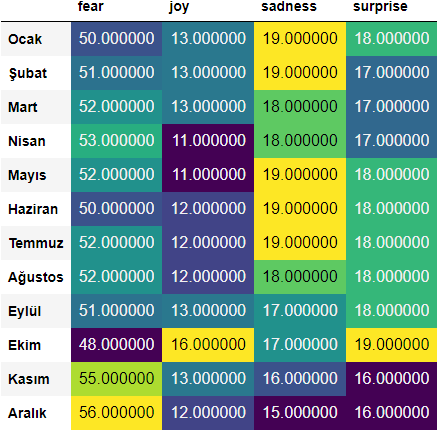 fear joy sadness surprise
Ocak 50.000000 13.000000 19.000000 18.000000
Şubat 51.000000 13.000000 19.000000 17.000000
Mart 52.000000 13.000000 18.000000 17.000000
Nisan 53.000000 11.000000 18.000000 17.000000
Mayıs 52.000000 11.000000 19.000000 18.000000
Haziran 50.000000 12.000000 19.000000 18.000000
Temmuz 52.000000 12.000000 19.000000 18.000000
Ağustos 52.000000 12.000000 18.000000 18.000000
Eylül 51.000000 13.000000 17.000000 18.000000
Ekim 48.000000 16.000000 17.000000 19.000000
Kasım 55.000000 13.000000 16.000000 16.000000
Aralık 56.000000 12.000000 15.000000 16.000000